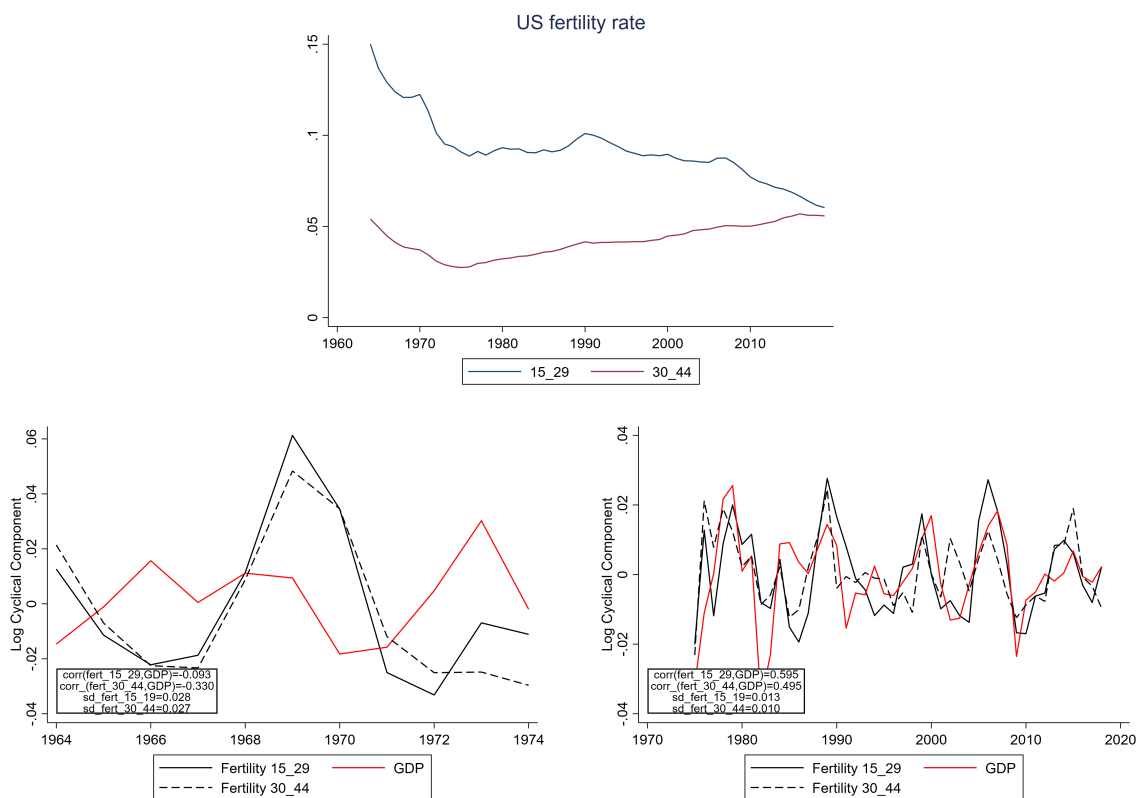 US fertility rate
.15
.1
.05
0
1960 1970 1980 1990 2000 2010
15_29 30_44
Log Cyclical Component
.06
.04
.02
0
-.02
-.04
corr(fert_15_29,GDP)=-0.093
corr_(fert_30_44,GDP)=-0.330
sd_fert_15_19=0.028
sd_fert_30_44=0.027
1964 1966 1968 1970 1972 1974
Fertility 15_29 GDP
Fertility 30_44
Log Cyclical Component
.04
.02
0
-.02
-.04
corr(fert_15_29,GDP)=0.595
corr_(fert_30_44,GDP)=0.495
sd_fert_15_19=0.013
sd_fert_30_44=0.010
1970 1980 1990 2000 2010 2020
Fertility 15_29 GDP
Fertility 30_44